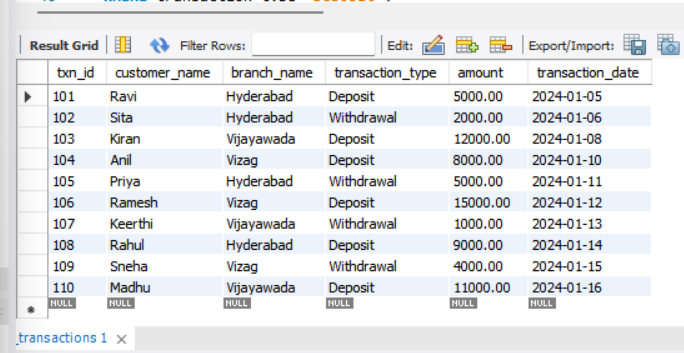 Result Grid Filter Rows: Edit: Export/Import:
txn_id customer_name branch_name transaction_type amount transaction_date
101 Ravi Hyderabad Deposit 5000.00 2024-01-05
102 Sita Hyderabad Withdrawal 2000.00 2024-01-06
103 Kiran Vijayawada Deposit 12000.00 2024-01-08
104 Anil Vizag Deposit 8000.00 2024-01-10
105 Priya Hyderabad Withdrawal 5000.00 2024-01-11
106 Ramesh Vizag Deposit 15000.00 2024-01-12
107 Keerthi Vijayawada Withdrawal 1000.00 2024-01-13
108 Rahul Hyderabad Deposit 9000.00 2024-01-14
109 Sneha Vizag Withdrawal 4000.00 2024-01-15
110 Madhu Vijayawada Deposit 11000.00 2024-01-16
NULL NULL NULL NULL NULL NULL
_transactions 1